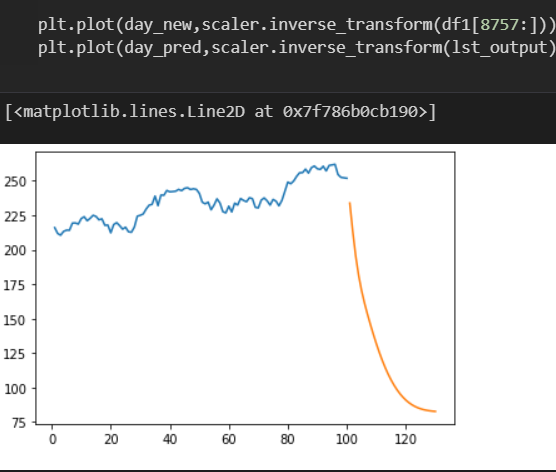 plt.plot(day_new,scaler.inverse_transform(df1[8757:]))
plt.plot(day_pred,scaler.inverse_transform(lst_output)
[<matplotlib.lines.Line2D at 0x7f786b0cb190>]
250
225
200
175
150
125
100
75
0 20 40 60 80 100 120